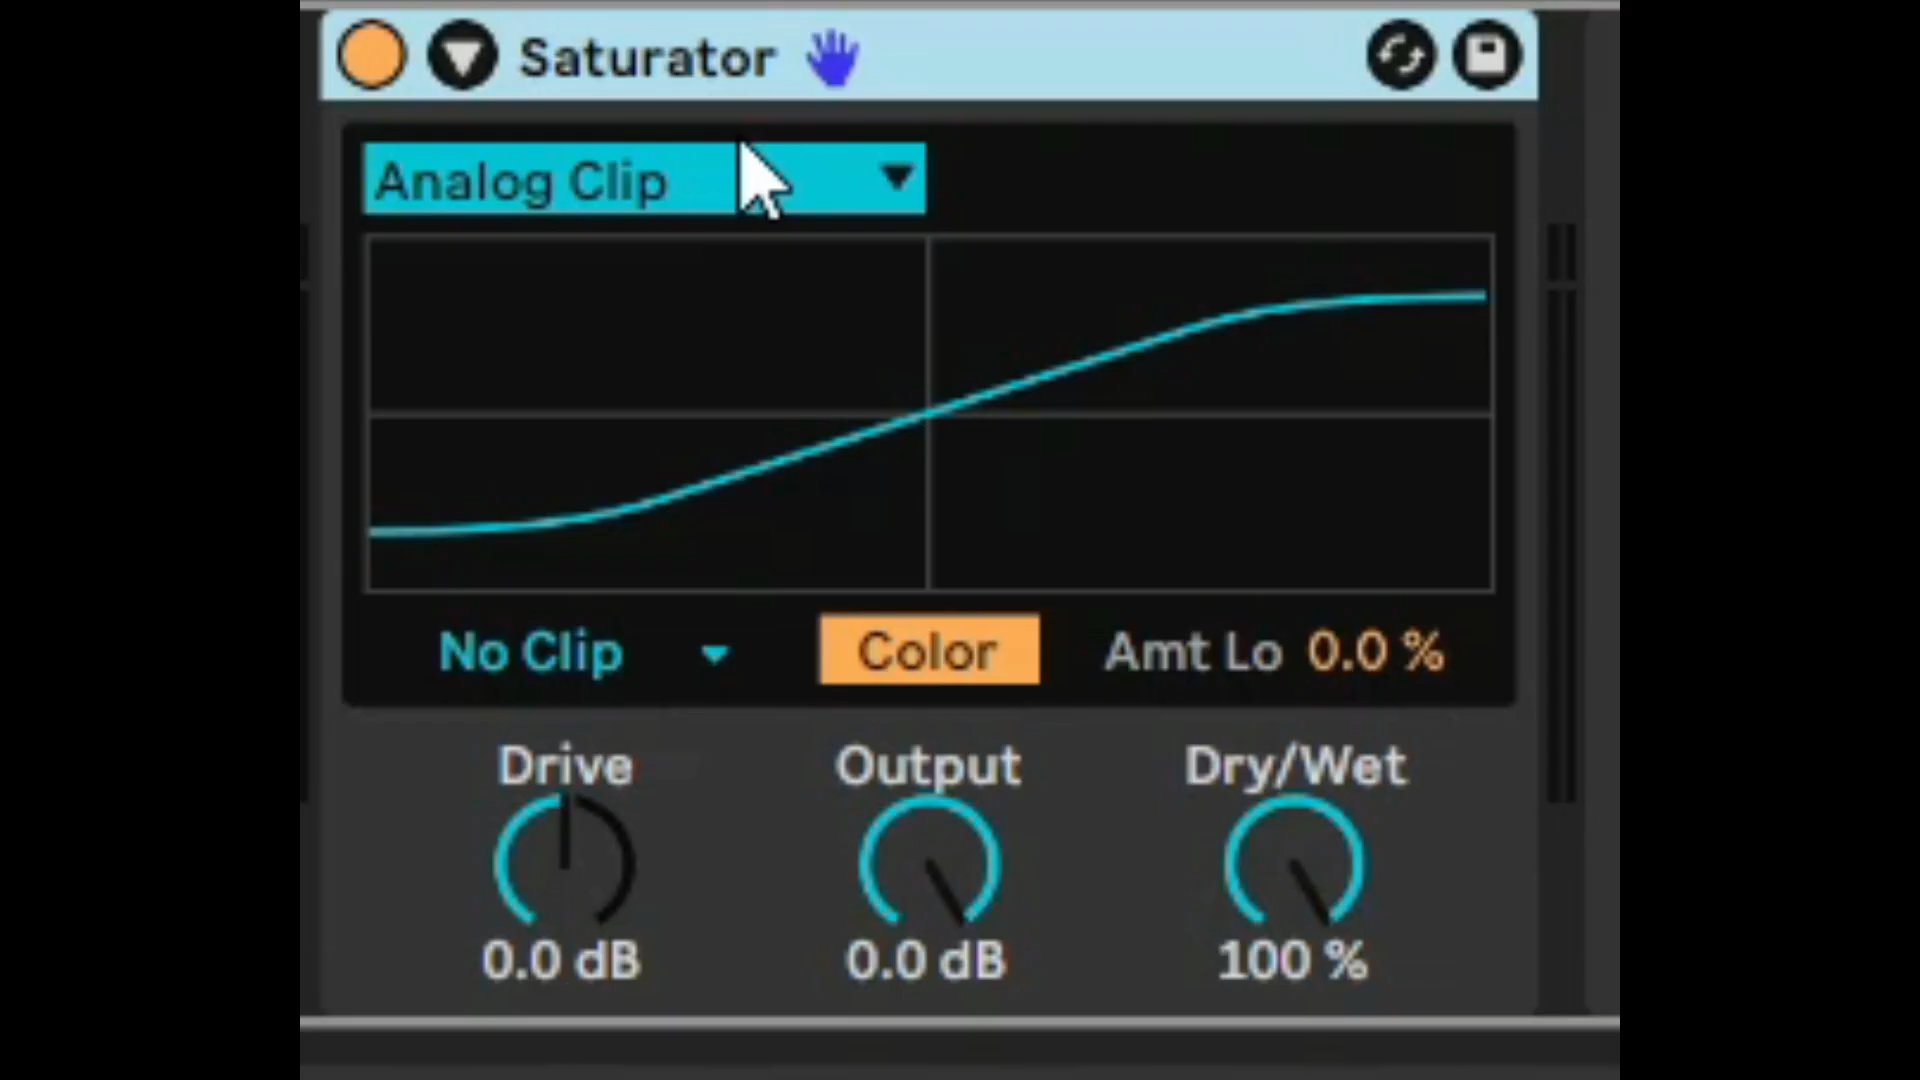 Saturator
Analog Clip
No Clip Color Amt Lo 0.0 %
Drive Output Dry/Wet
0.0 dB 0.0 dB 100 %